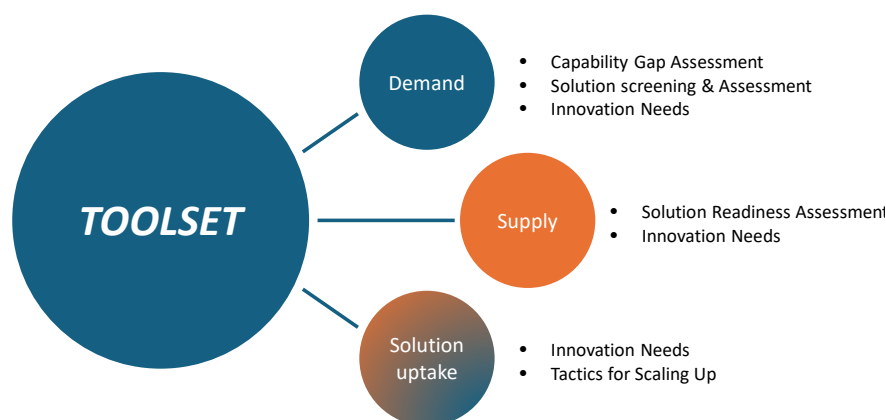 TOOLSET
Demand
• Capability Gap Assessment
• Solution screening & Assessment
• Innovation Needs
Supply
• Solution Readiness Assessment
• Innovation Needs
Solution
uptake
• Innovation Needs
• Tactics for Scaling Up